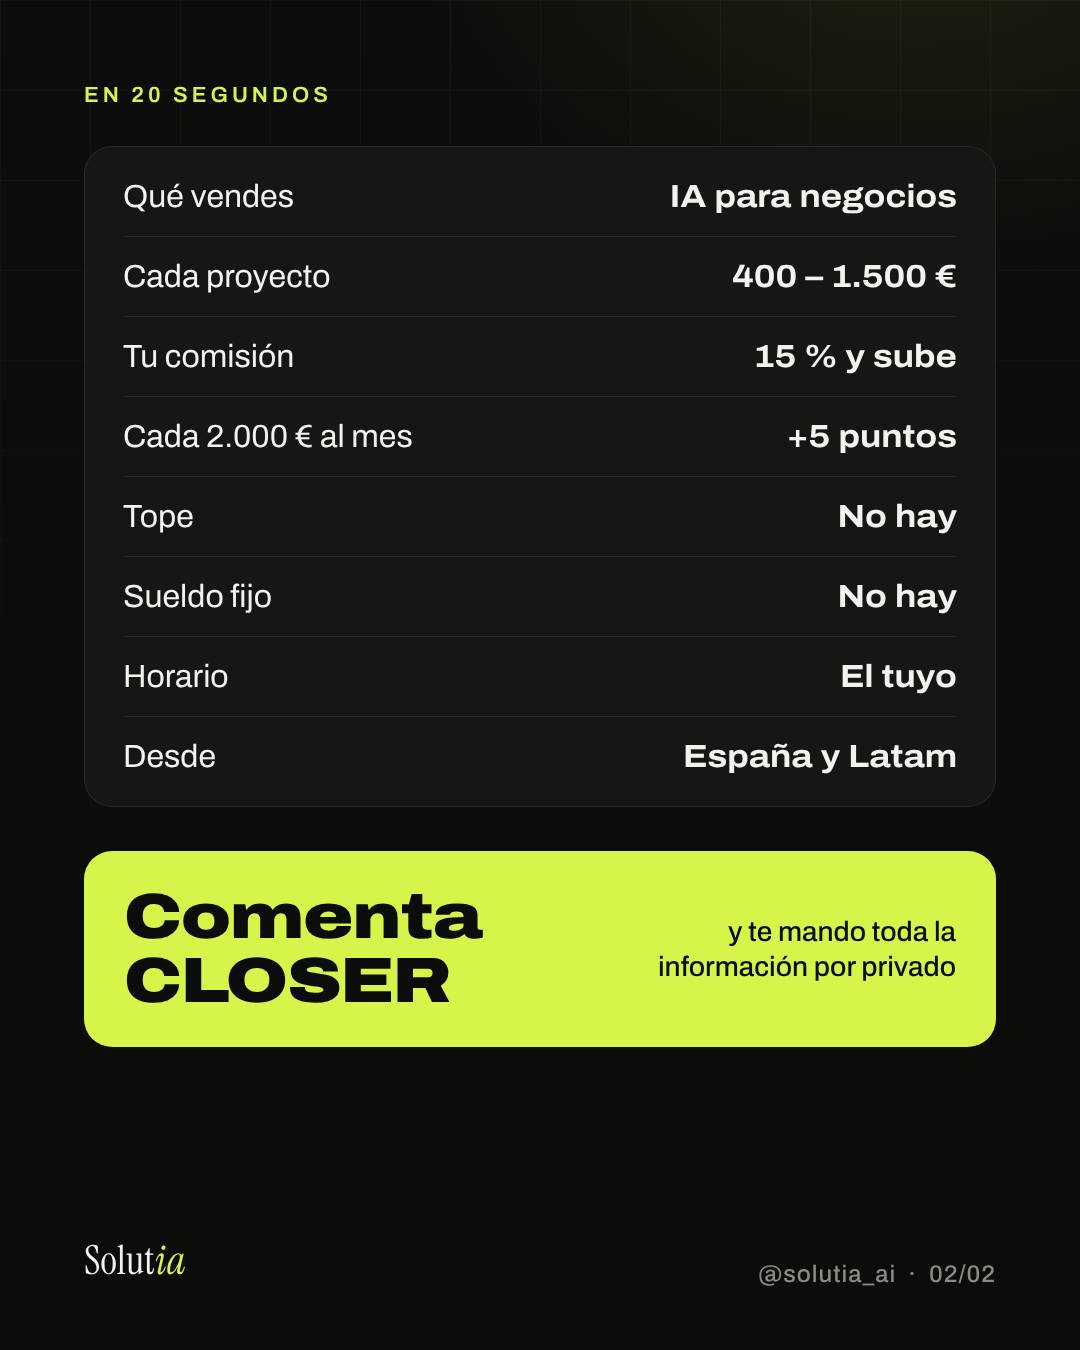 EN 20 SEGUNDOS
Qué vendes IA para negocios
Cada proyecto 400 – 1.500 €
Tu comisión 15 % y sube
Cada 2.000 € al mes +5 puntos
Tope No hay
Sueldo fijo No hay
Horario El tuyo
Desde España y Latam
Comenta
CLOSER
y te mando toda la
información por privado
Solutia
@solutia_ai · 02/02